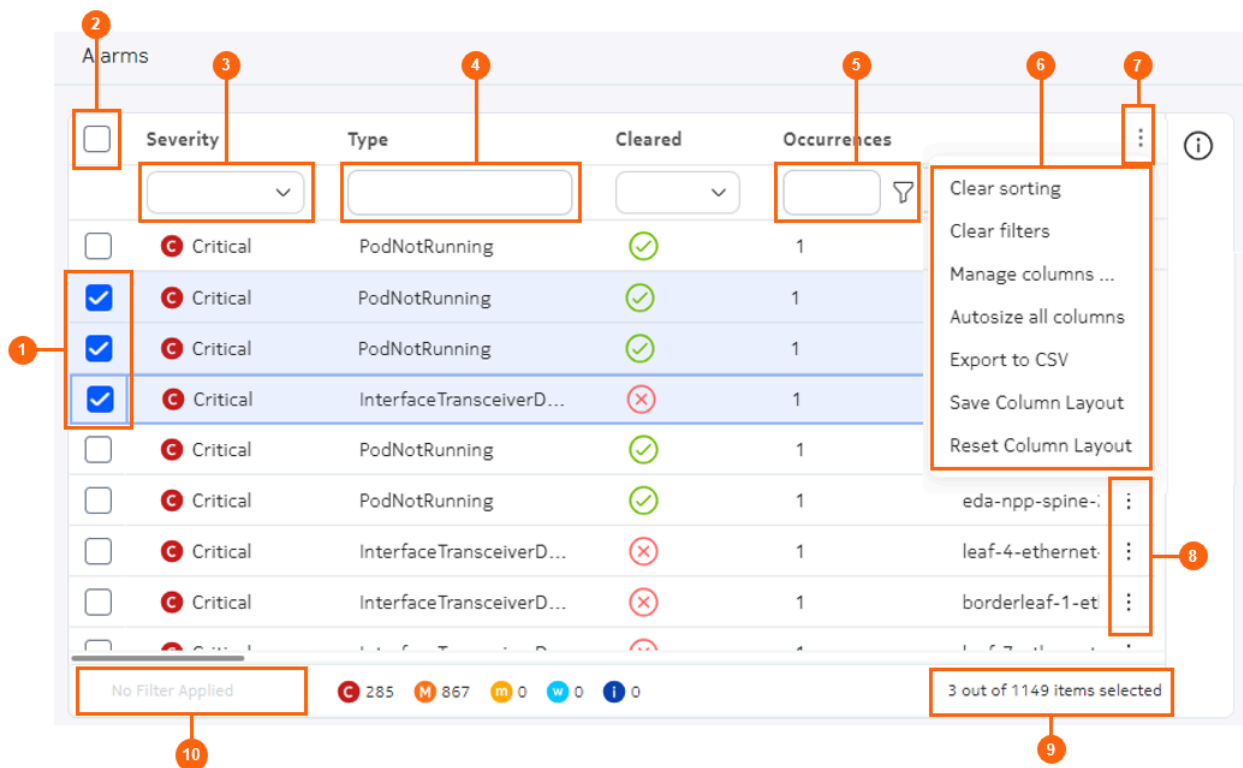 2
Alarms
3
4
5
6
7
Severity
Type
Cleared
Occurrences
Clear sorting
C Critical PodNotRunning 1
Clear filters
1
C Critical PodNotRunning 1
Manage columns ...
C Critical PodNotRunning 1
Autosize all columns
C Critical InterfaceTransceiverD... 1
Export to CSV
Save Column Layout
C Critical PodNotRunning 1
Reset Column Layout
C Critical PodNotRunning 1 eda-npp-spine-
C Critical InterfaceTransceiverD... 1 leaf-4-ethernet-
8
C Critical InterfaceTransceiverD... 1 borderleaf-1-et
No Filter Applied
C 285 M 867 m 0 w 0 i 0
3 out of 1149 items selected
10
9